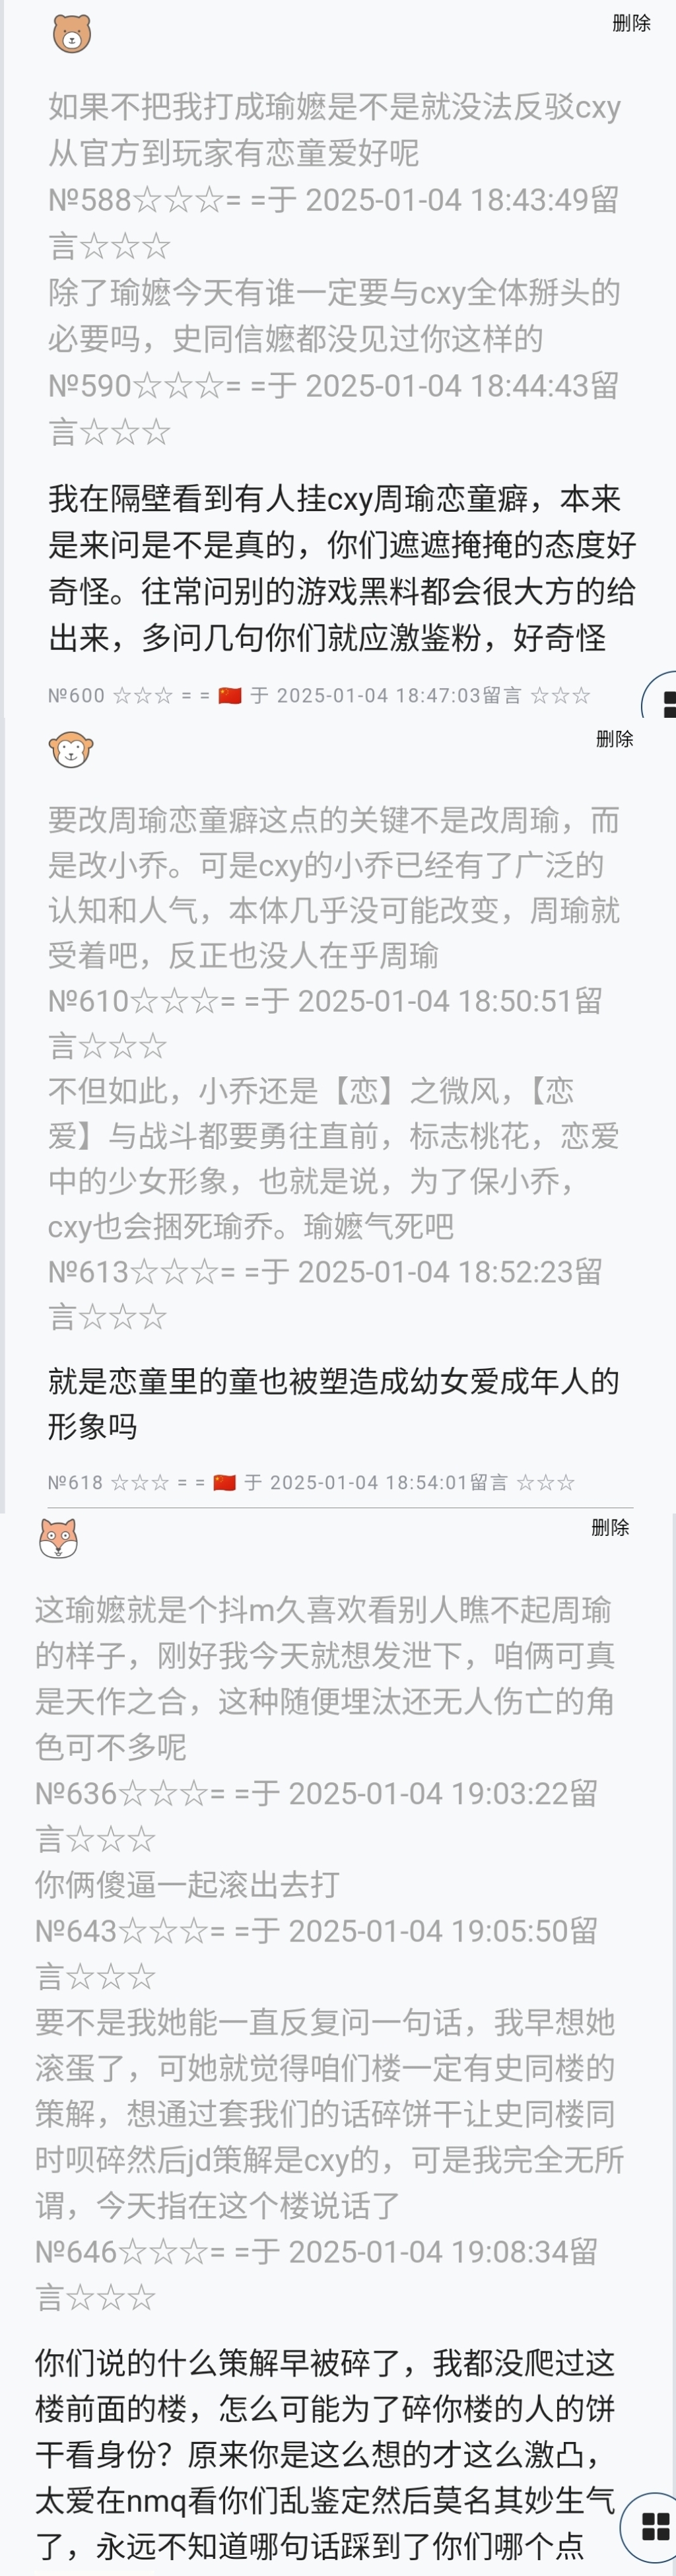 删除
如果不把我打成瑜嬷是不是就没法反驳cxy
从官方到玩家有恋童爱好呢
№588☆☆☆= =于 2025-01-04 18:43:49留
言☆☆☆
除了瑜嬷今天有谁一定要与cxy全体掰头的
必要吗，史同信嬷都没见过你这样的
№590☆☆☆= =于 2025-01-04 18:44:43留
言☆☆☆
我在隔壁看到有人挂cxy周瑜恋童癖，本来
是来问是不是真的，你们遮遮掩掩的态度好
奇怪。往常问别的游戏黑料都会很大方的给
出来，多问几句你们就应激鉴粉，好奇怪
№600 ☆☆☆ = = 🇨🇳 于 2025-01-04 18:47:03留言 ☆☆☆
删除
要改周瑜恋童癖这点的关键不是改周瑜，而
是改小乔。可是cxy的小乔已经有了广泛的
认知和人气，本体几乎没可能改变，周瑜就
受着吧，反正也没人在乎周瑜
№610☆☆☆= =于 2025-01-04 18:50:51留
言☆☆☆
不但如此，小乔还是【恋】之微风，【恋
爱】与战斗都要勇往直前，标志桃花，恋爱
中的少女形象，也就是说，为了保小乔，
cxy也会捆死瑜乔。瑜嬷气死吧
№613☆☆☆= =于 2025-01-04 18:52:23留
言☆☆☆
就是恋童里的童也被塑造成幼女爱成年人的
形象吗
№618 ☆☆☆ = = 🇨🇳 于 2025-01-04 18:54:01留言 ☆☆☆
删除
这瑜嬷就是个抖m久喜欢看别人瞧不起周瑜
的样子，刚好我今天就想发泄下，咱俩可真
是天作之合，这种随便埋汰还无人伤亡的角
色可不多呢
№636☆☆☆= =于 2025-01-04 19:03:22留
言☆☆☆
你俩傻逼一起滚出去打
№643☆☆☆= =于 2025-01-04 19:05:50留
言☆☆☆
要不是我她能一直反复问一句话，我早想她
滚蛋了，可她就觉得咱们楼一定有史同楼的
策解，想通过套我们的话碎饼干让史同楼同
时呗碎然后jd策解是cxy的，可是我完全无所
谓，今天指在这个楼说话了
№646☆☆☆= =于 2025-01-04 19:08:34留
言☆☆☆
你们说的什么策解早被碎了，我都没爬过这
楼前面的楼，怎么可能为了碎你楼的人的饼
干看身份？原来你是这么想的才这么激凸，
太爱在nmq看你们乱鉴定然后莫名其妙生气
了，永远不知道哪句话踩到了你们哪个点